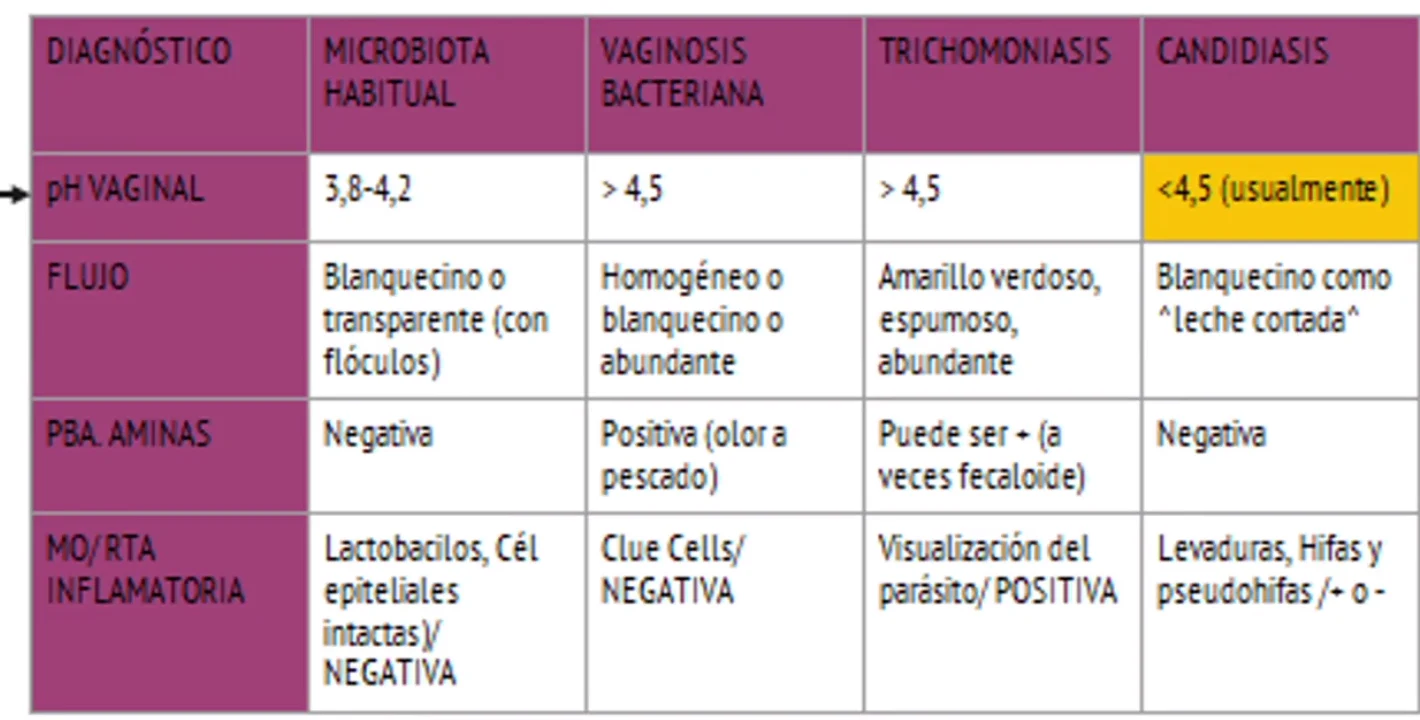 DIAGNÓSTICO
MICROBIOTA
HABITUAL
VAGINOSIS
BACTERIANA
TRICHOMONIASIS
CANDIDIASIS
pH VAGINAL
3,8-4,2
> 4,5
> 4,5
<4,5 (usualmente)
FLUJO
Blanquecino o
transparente (con
flóculos)
Homogéneo o
blanquecino o
abundante
Amarillo verdoso,
espumoso,
abundante
Blanquecino como
^leche cortada^
PBA. AMINAS
Negativa
Positiva (olor a
pescado)
Puede ser + (a
veces fecaloide)
Negativa
MO/ RTA
INFLAMATORIA
Lactobacilos, Cél
epiteliales
intactas)/
NEGATIVA
Clue Cells/
NEGATIVA
Visualización del
parásito/ POSITIVA
Levaduras, Hifas y
pseudohifas /+ o -